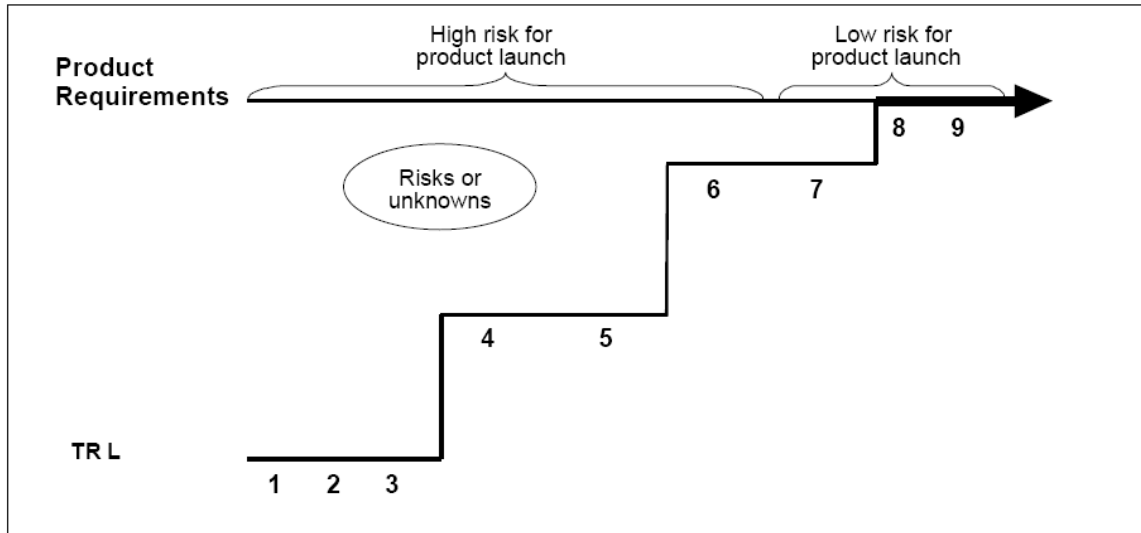 High risk for
product launch
Low risk for
product launch
Product
Requirements
8 9
Risks or
unknowns
6 7
4 5
TR L
1 2 3